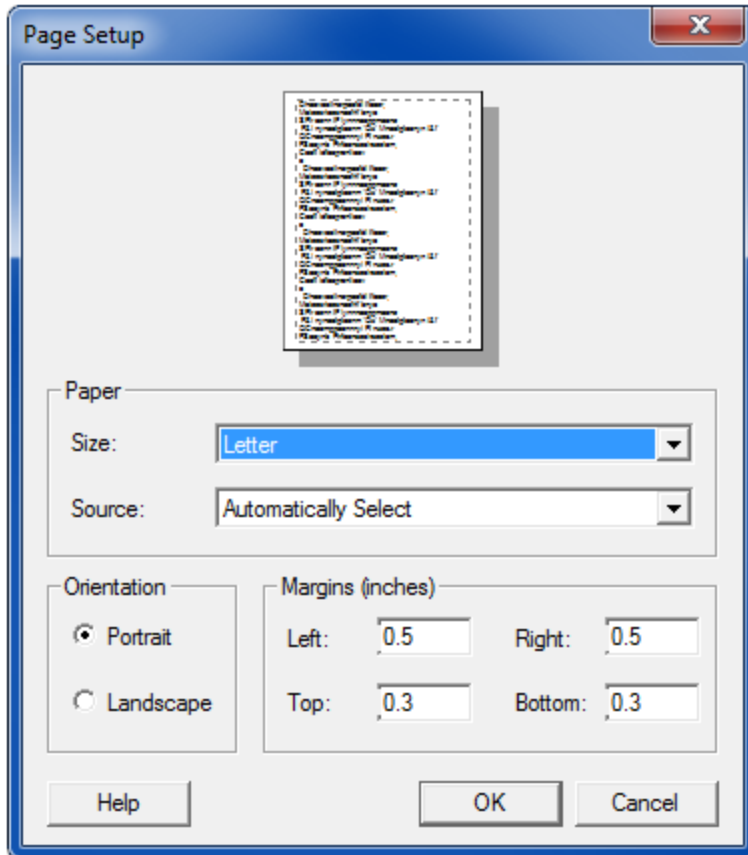 Page Setup
Paper
Size: Letter
Source: Automatically Select
Orientation
Portrait
Landscape
Margins (inches)
Left: 0.5 Right: 0.5
Top: 0.3 Bottom: 0.3
Help OK Cancel